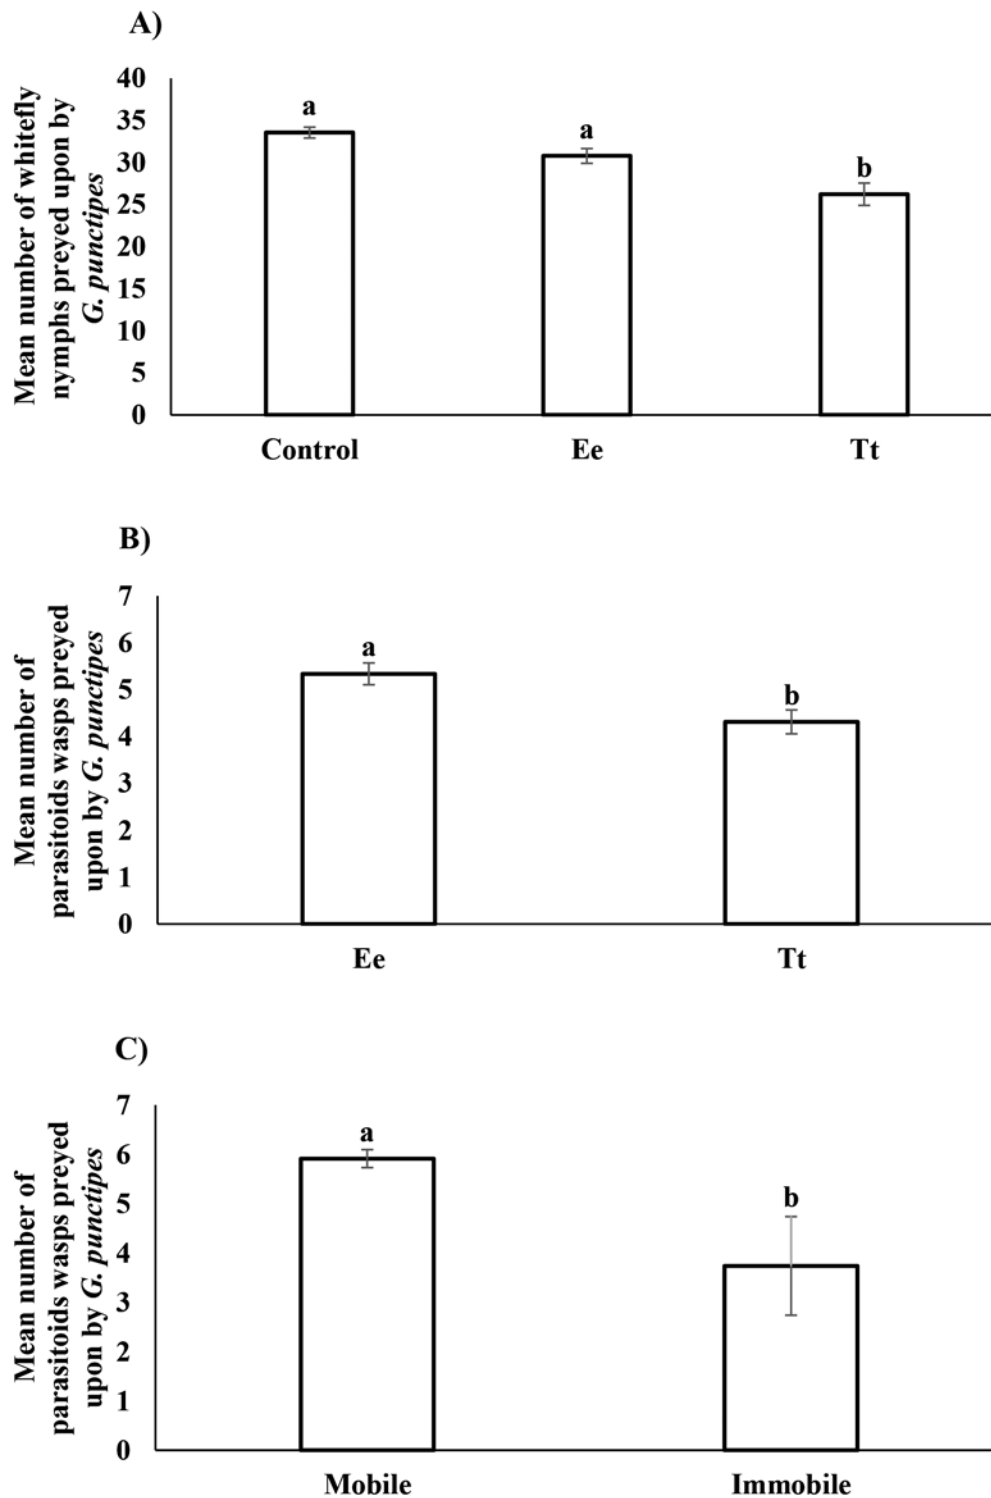 A)
Mean number of whitefly
nymphs preyed upon by
G. punctipes
40
35
30
25
20
15
10
5
0
a
a
b
Control
Ee
Tt
B)
Mean number of
parasitoids wasps preyed
upon by G. punctipes
7
6
5
4
3
2
1
0
a
b
Ee
Tt
C)
Mean number of
parasitoids wasps preyed
upon by G. punctipes
7
6
5
4
3
2
1
0
a
b
Mobile
Immobile